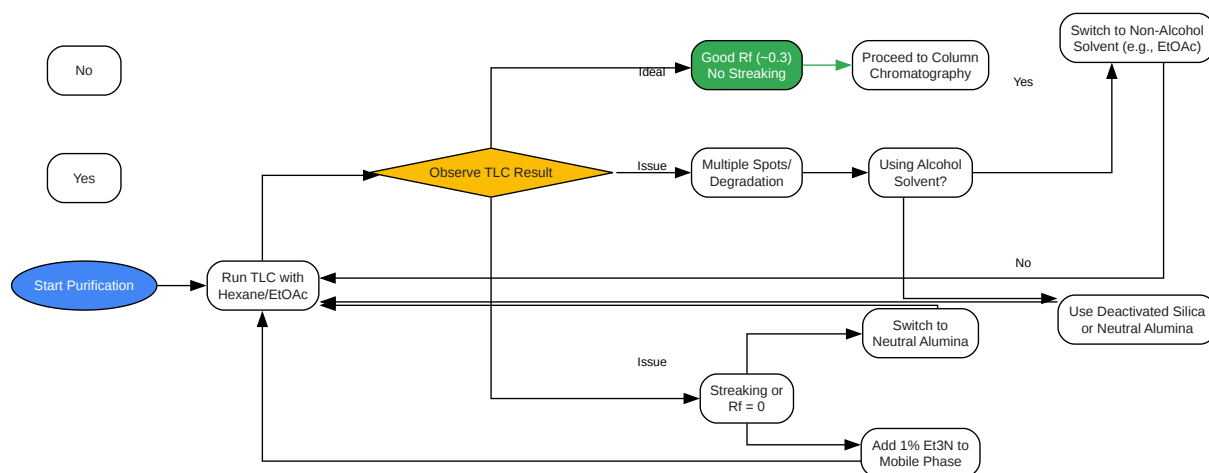 No
Yes
Start Purification
Run TLC with
Hexane/EtOAc
Observe TLC Result
Ideal
Good Rf (~0.3)
No Streaking
Proceed to Column
Chromatography
Issue
Multiple Spots/
Degradation
Using Alcohol
Solvent?
Yes
Switch to Non-Alcohol
Solvent (e.g., EtOAc)
No
Use Deactivated Silica
or Neutral Alumina
Issue
Streaking or
Rf = 0
Switch to
Neutral Alumina
Add 1% Et3N to
Mobile Phase